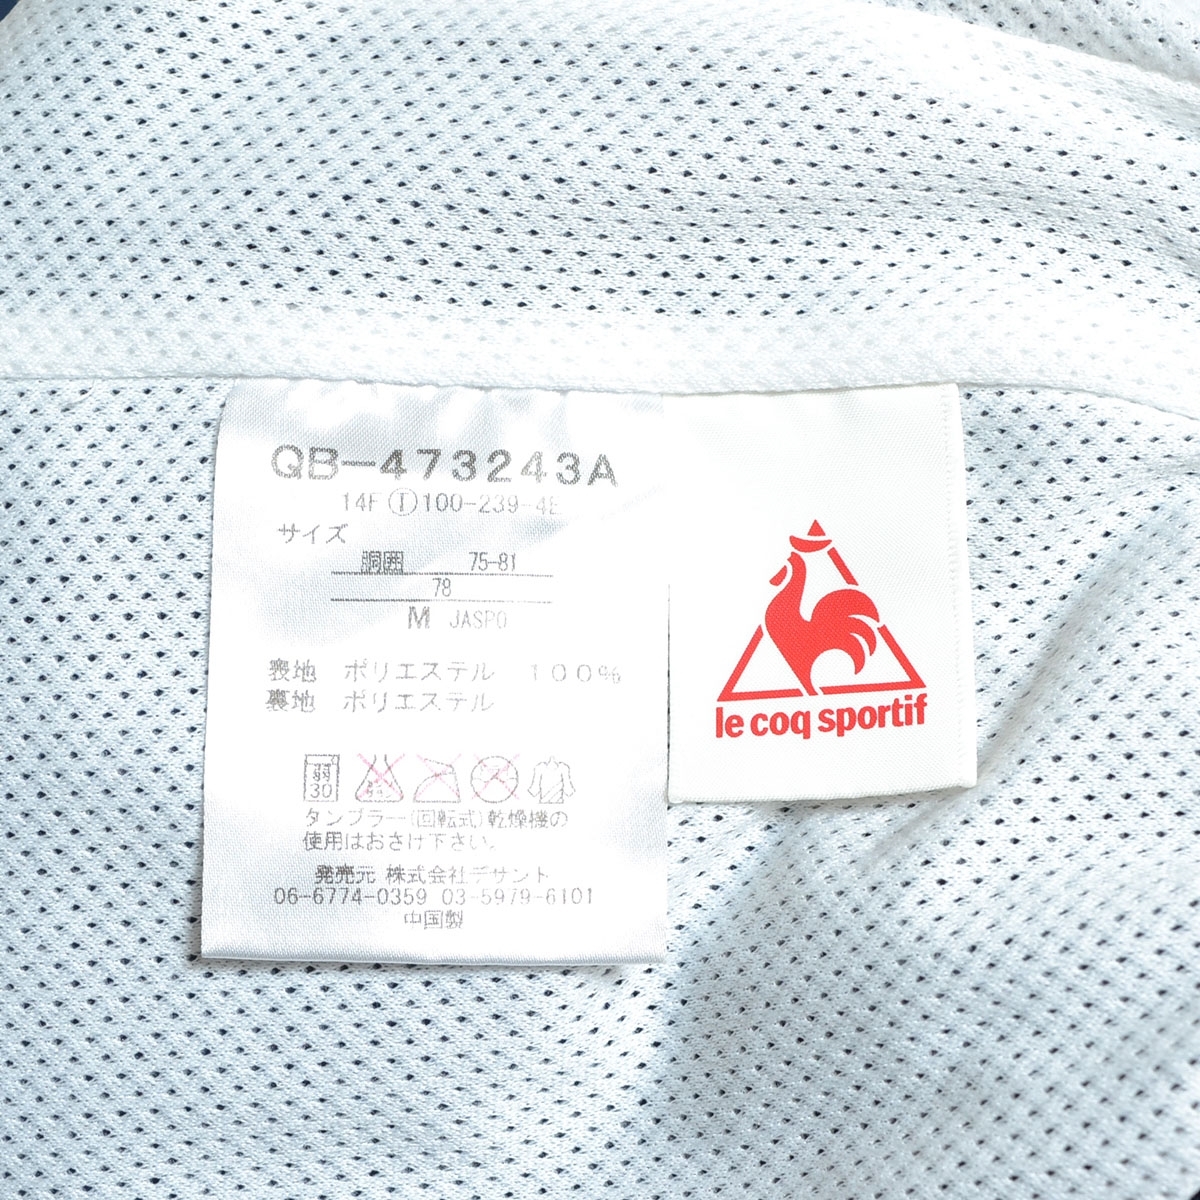 QB-473243A
14F Ⓘ100-239-48
サイズ
胴囲 75-81
78
M JASPO
表地 ポリエステル 100%
裏地 ポリエステル
弱
30
タンブラー(回転式)乾燥機の
使用はおさけ下さい。
発売元 株式会社デサント
06-6774-0359 03-5979-6101
中国製
le coq sportif